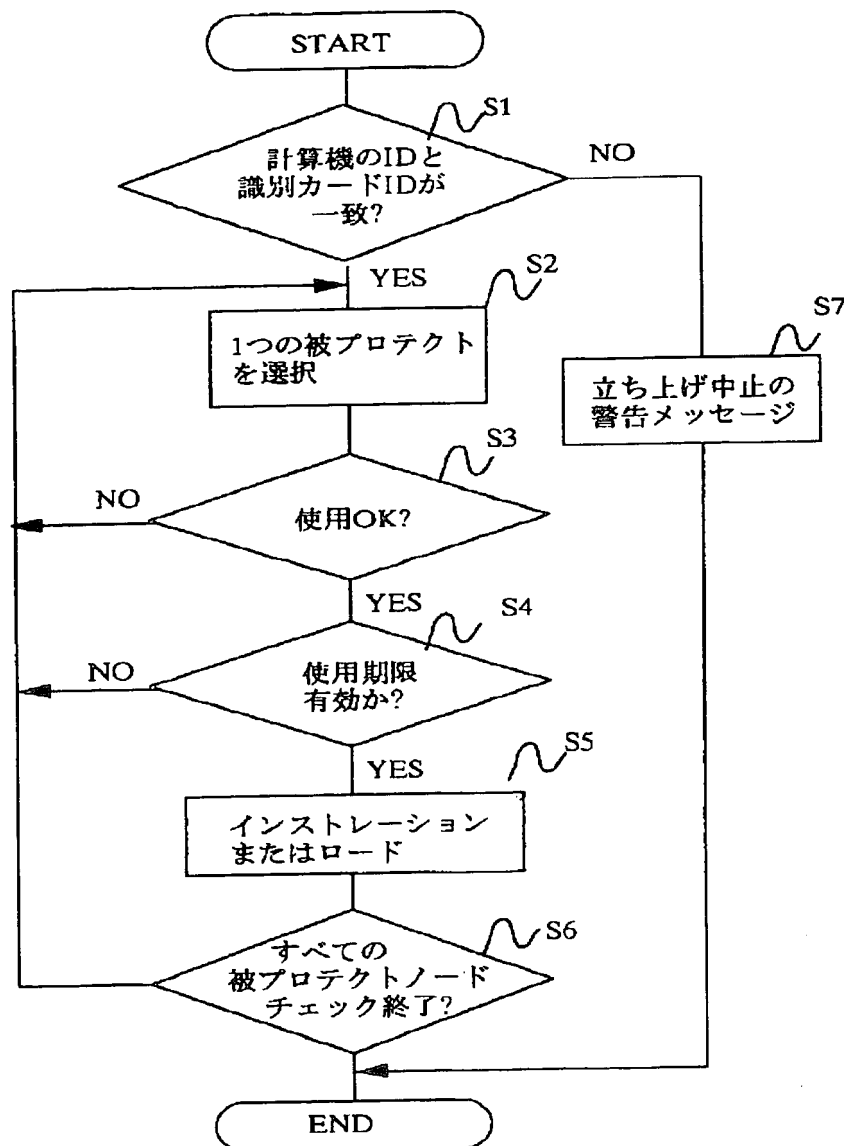 START
S1
計算機のIDと
識別カードIDが
一致?
NO
YES
S2
1つの被プロテクト
を選択
S7
立ち上げ中止の
警告メッセージ
S3
NO
使用OK?
YES
S4
NO
使用期限
有効か?
YES
S5
インストレーション
またはロード
S6
すべての
被プロテクトノード
チェック終了?
END